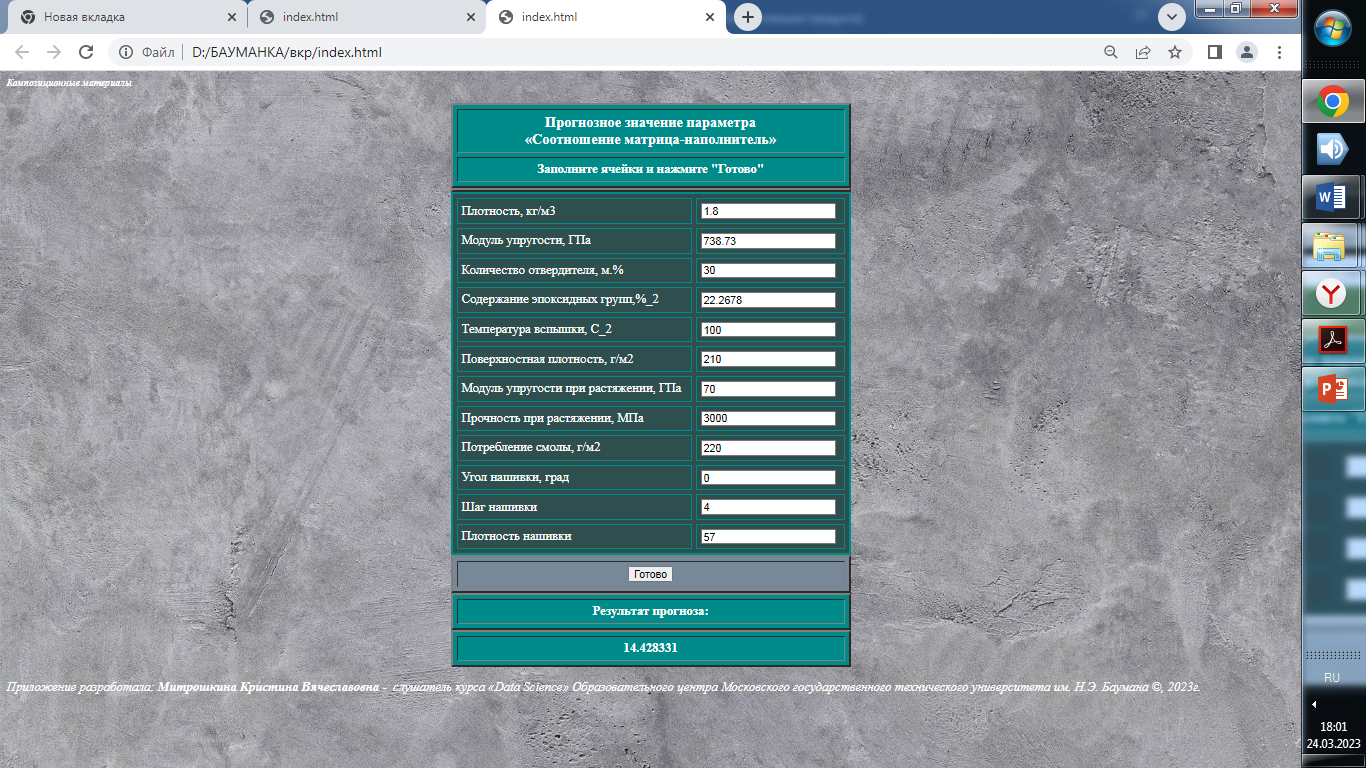 Новая вкладка
index.html
index.html
Файл
D:/БАУМАНКА/вкр/index.html
Композиционные материалы
Прогнозное значение параметра
«Соотношение матрица-наполнитель»
Заполните ячейки и нажмите "Готово"
Плотность, кг/м3 1.8
Модуль упругости, ГПа 738.73
Количество отвердителя, м.% 30
Содержание эпоксидных групп,%_2 22.2678
Температура вспышки, С_2 100
Поверхностная плотность, г/м2 210
Модуль упругости при растяжении, ГПа 70
Прочность при растяжении, МПа 3000
Потребление смолы, г/м2 220
Угол нашивки, град 0
Шаг нашивки 4
Плотность нашивки 57
Готово
Результат прогноза:
14.428331
Приложение разработала: Митрошкина Кристина Вячеславовна - слушатель курса «Data Science» Образовательного центра Московского государственного технического университета им. Н.Э. Баумана ©, 2023г.
RU
18:01
24.03.2023